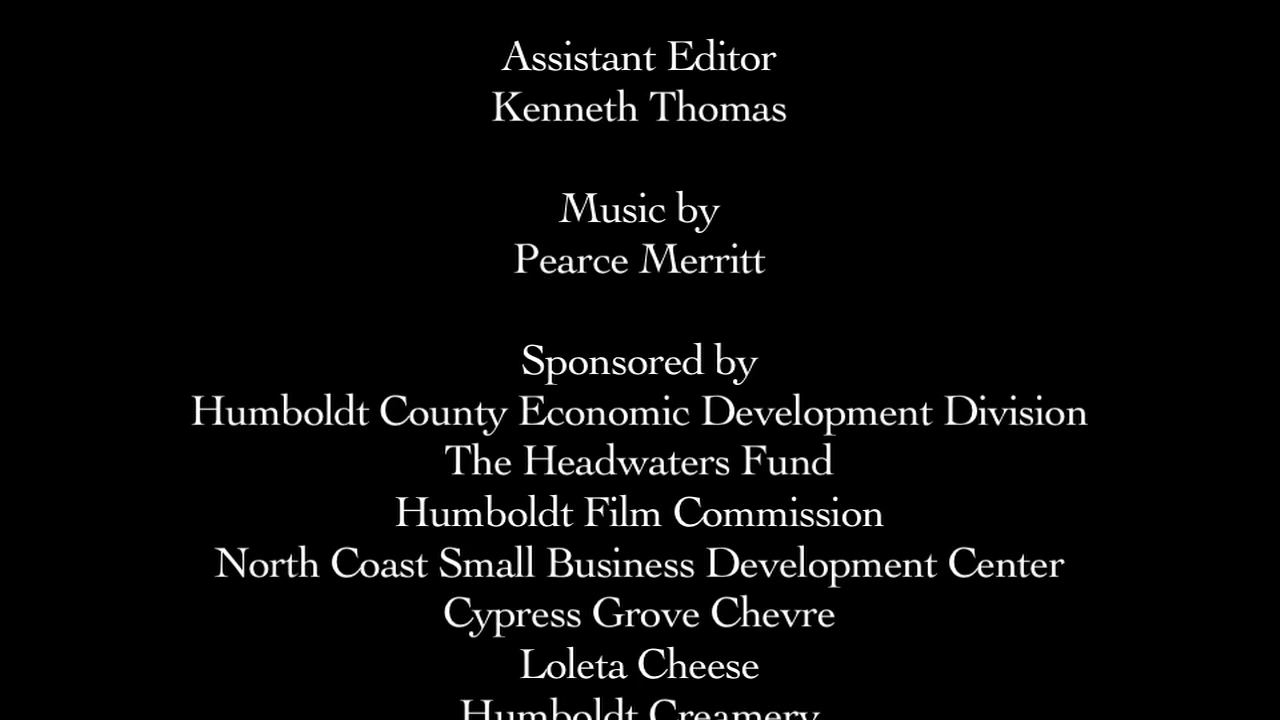 Assistant Editor
Kenneth Thomas
Music by
Pearce Merritt
Sponsored by
Humboldt County Economic Development Division
The Headwaters Fund
Humboldt Film Commission
North Coast Small Business Development Center
Cypress Grove Chevre
Loleta Cheese
Humboldt Creamery